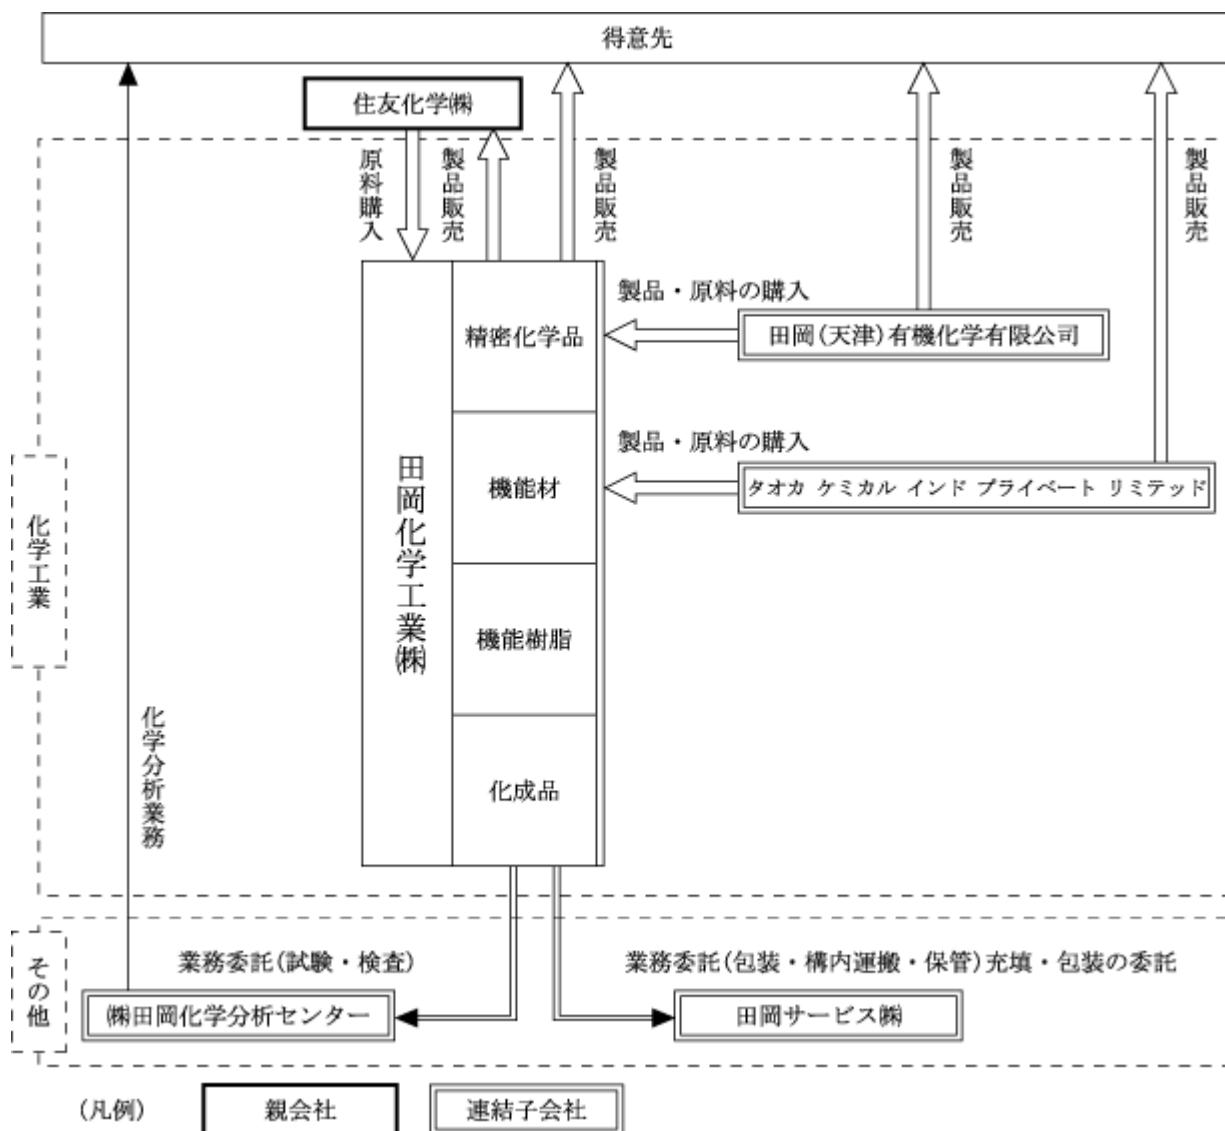 得意先
住友化学㈱
原料購入
製品販売
製品販売
製品販売
製品販売
製品・原料の購入
精密化学品
田岡(天津)有機化学有限公司
製品・原料の購入
田岡化学工業㈱
機能材
タオカ ケミカル インド プライベート リミテッド
化学工業
機能樹脂
化学分析業務
化成品
その他
業務委託(試験・検査)
業務委託(包装・構内運搬・保管)充填・包装の委託
㈱田岡化学分析センター
田岡サービス㈱
(凡例)
親会社
連結子会社